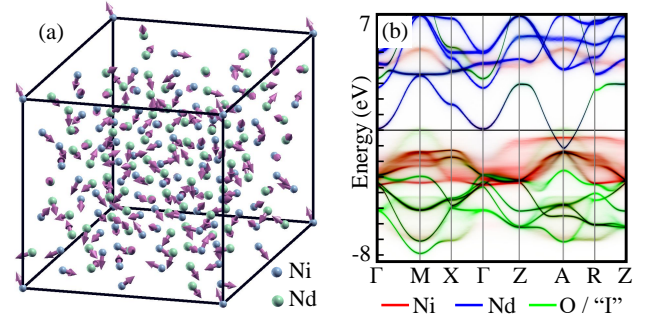 (a)
Ni
Nd
(b)
7
Energy (eV)
-8
Γ M X Γ Z A R Z
Ni Nd O / "I"